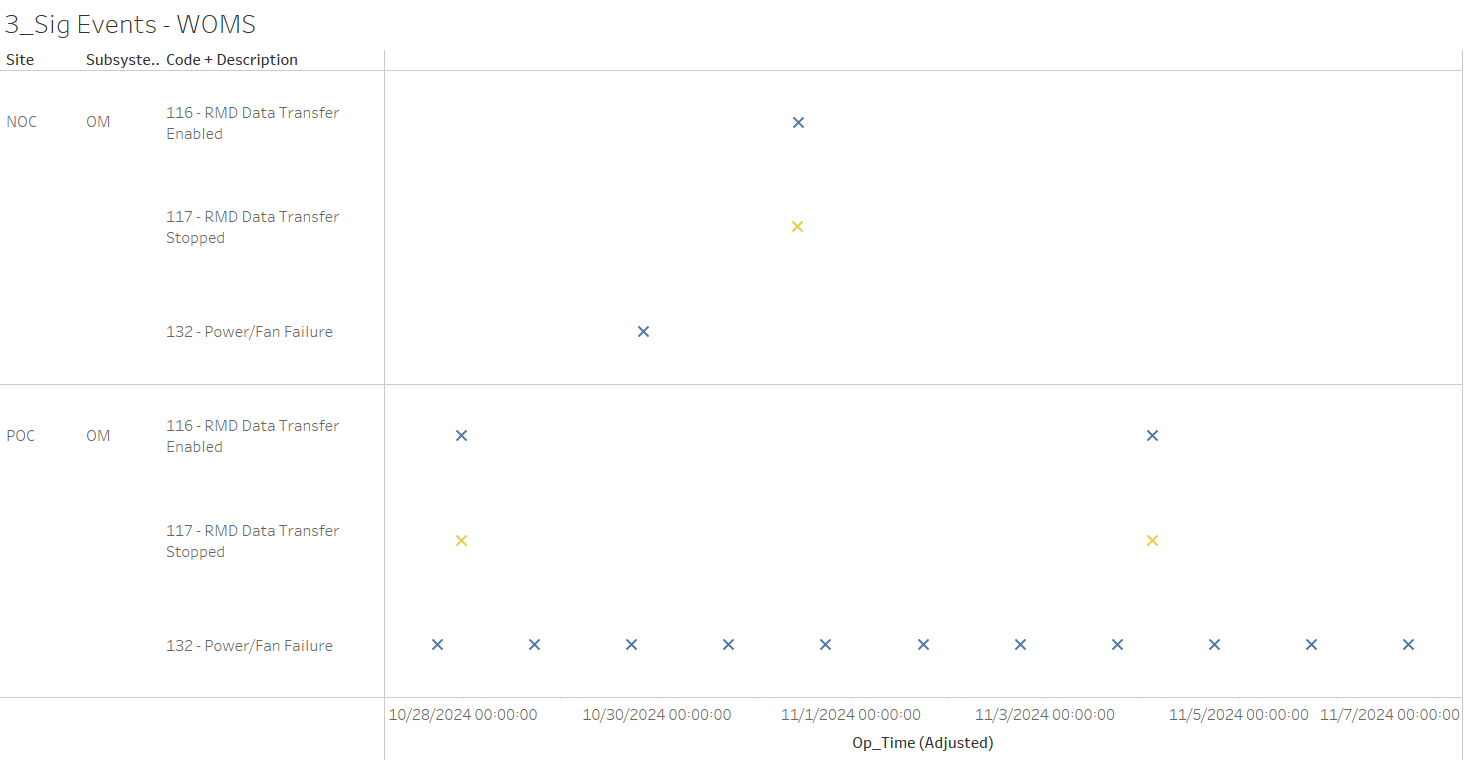 3_Sig Events - WOMS
Site Subsyste.. Code + Description
NOC OM 116 - RMD Data Transfer
Enabled
117 - RMD Data Transfer
Stopped
132 - Power/Fan Failure
POC OM 116 - RMD Data Transfer
Enabled
117 - RMD Data Transfer
Stopped
132 - Power/Fan Failure
10/28/2024 00:00:00 10/30/2024 00:00:00 11/1/2024 00:00:00 11/3/2024 00:00:00 11/5/2024 00:00:00 11/7/2024 00:00:00
Op_Time (Adjusted)